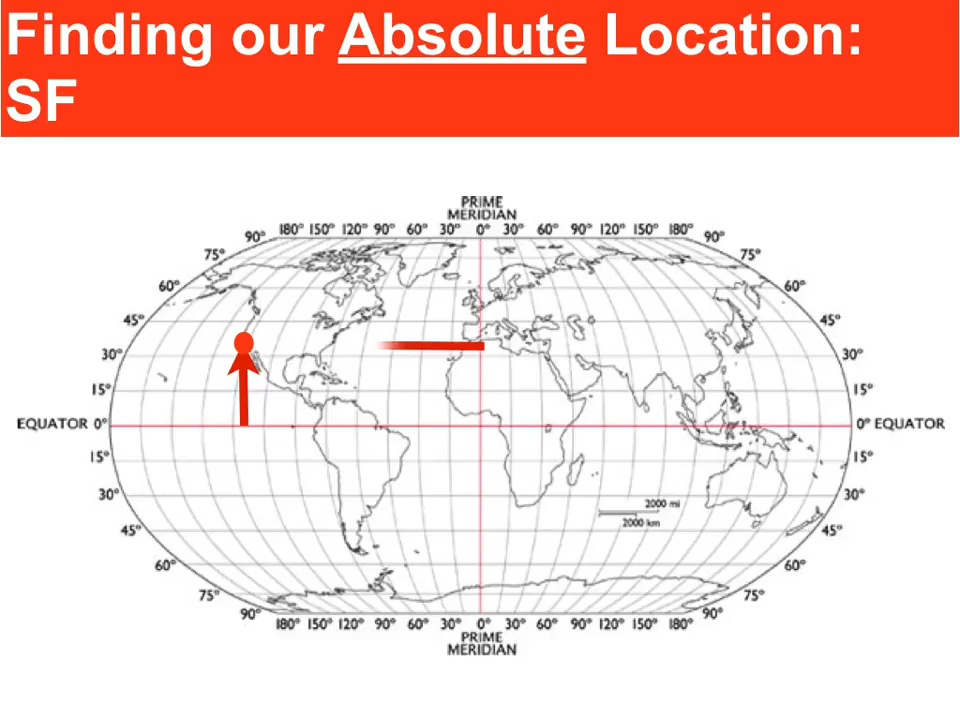 Finding our Absolute Location:
SF
PRIME
MERIDIAN
90° 180° 150° 120° 90° 60° 30° 0° 30° 60° 90° 120° 150° 180° 90°
75° 75°
60° 60°
45° 45°
30° 30°
15° 15°
EQUATOR 0° 0° EQUATOR
15° 15°
30° 30°
2000 mi
2000 km
45° 45°
60° 60°
75° 75°
90° 90°
180° 150° 120° 90° 60° 30° 0° 30° 60° 90° 120° 150° 180°
PRIME
MERIDIAN